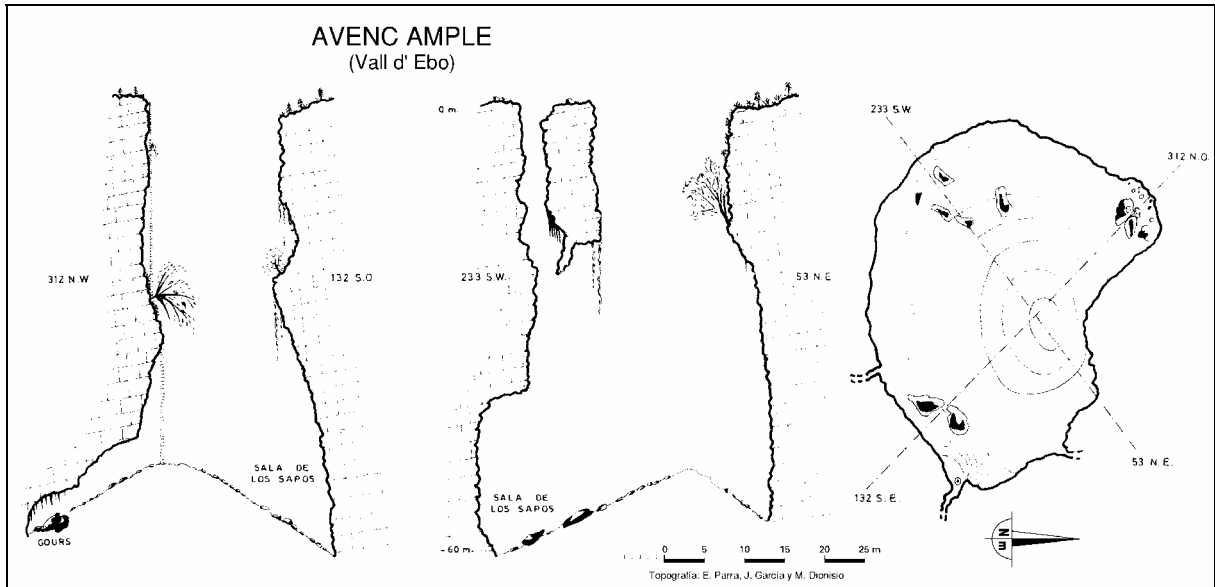 AVENC AMPLE
(Vall d' Ebo)
312 N.W
132 S.O
SALA DE
LOS SAPOS
GOURS
0 m.
233 S.W.
53 N.E
SALA DE
LOS SAPOS
-60 m.
233 S.W.
312 N.O.
53 N.E.
132 S.E.
N m
0 5 10 15 20 25 m
Topografía: E. Parra, J. García y M. Dionisio